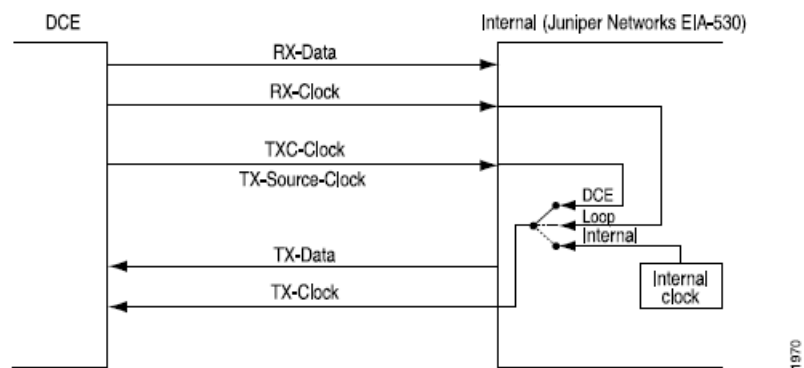 DCE
Internal (Juniper Networks EIA-530)
RX-Data
RX-Clock
TXC-Clock
TX-Source-Clock
DCE
Loop
Internal
TX-Data
TX-Clock
Internal
clock
1970